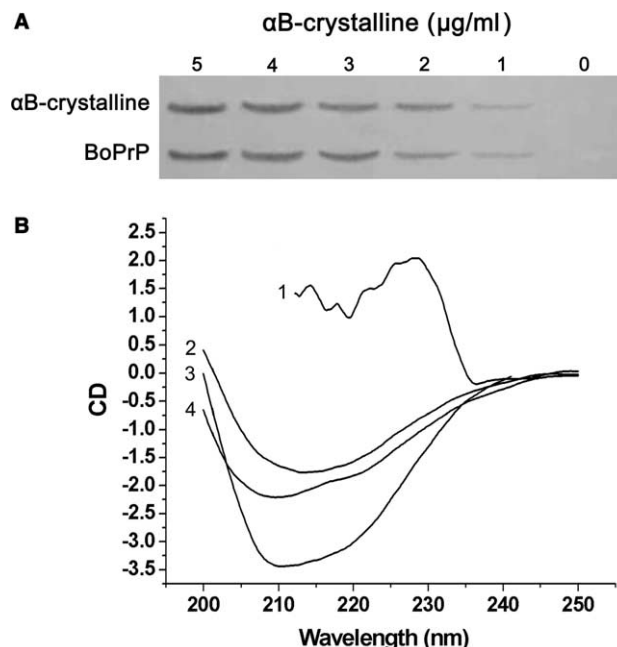 A
αB-crystalline (µg/ml)
5 4 3 2 1 0
αB-crystalline
BoPrP
B
2.5
2.0
1.5
1
1.0
0.5
2
0.0
3
-0.5
4
CD
-1.0
-1.5
-2.0
-2.5
-3.0
-3.5
200 210 220 230 240 250
Wavelength (nm)